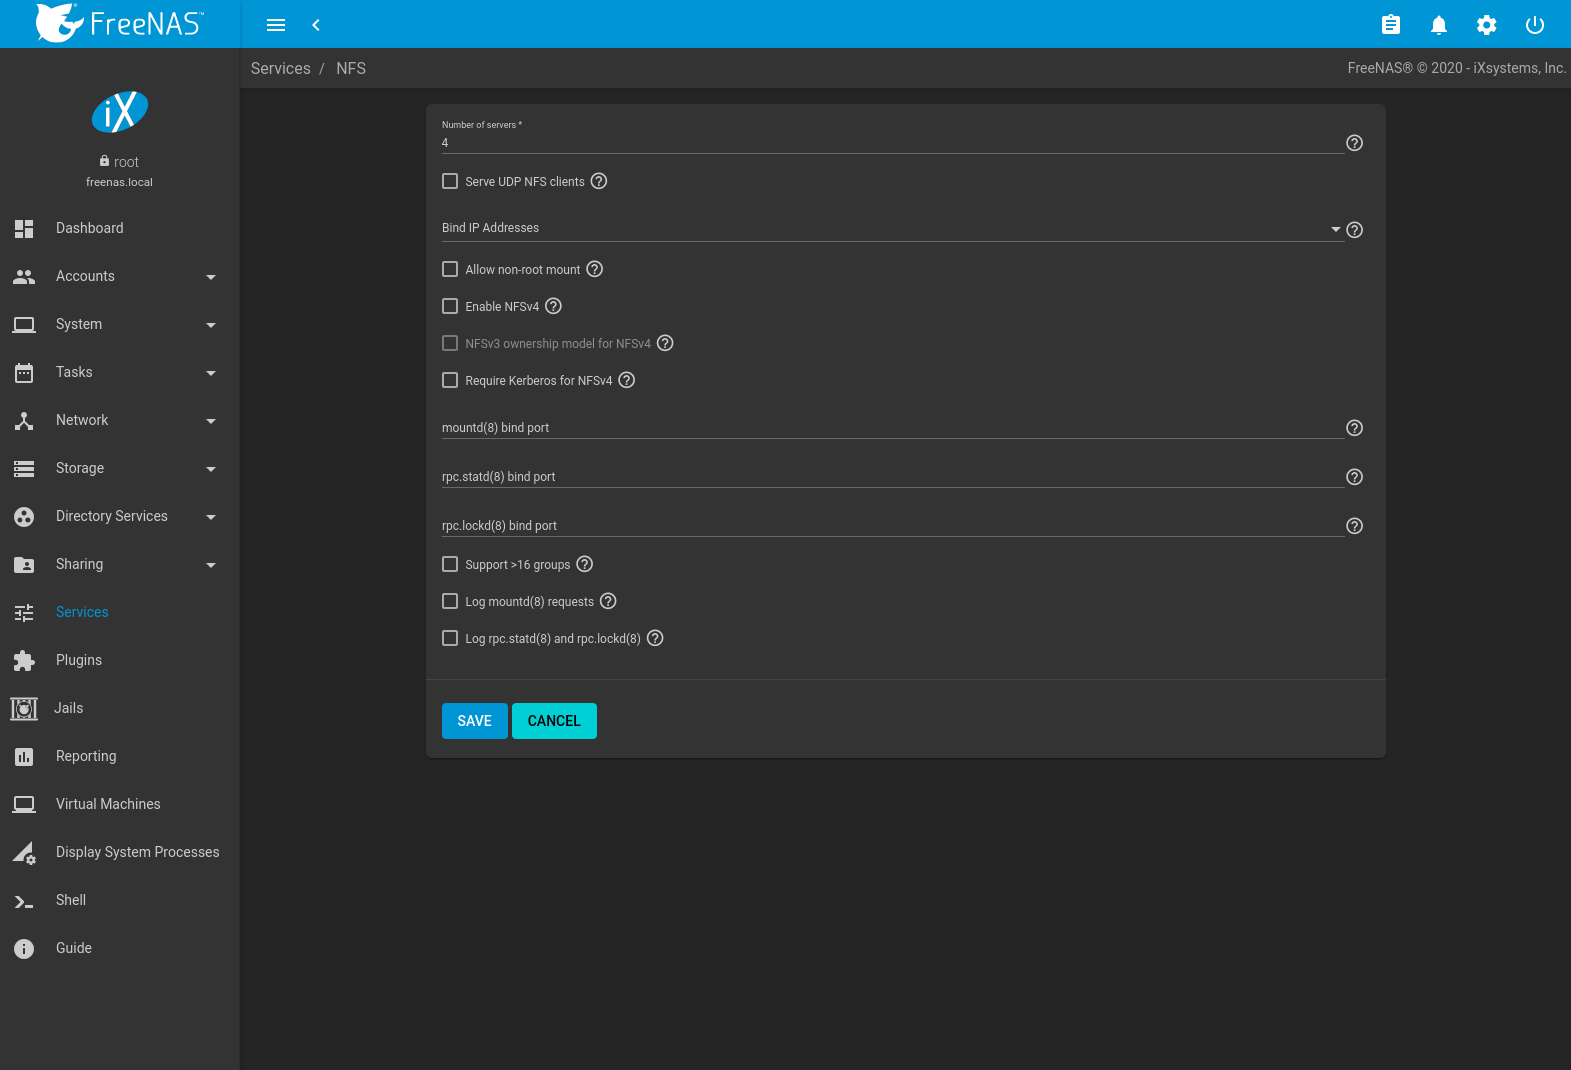 FreeNAS™
Services / NFS
FreeNAS® © 2020 - iXsystems, Inc.
iX
root
freenas.local
Dashboard
Accounts
System
Tasks
Network
Storage
Directory Services
Sharing
Services
Plugins
Jails
Reporting
Virtual Machines
Display System Processes
Shell
Guide
Number of servers *
4
Serve UDP NFS clients
Bind IP Addresses
Allow non-root mount
Enable NFSv4
NFSv3 ownership model for NFSv4
Require Kerberos for NFSv4
mountd(8) bind port
rpc.statd(8) bind port
rpc.lockd(8) bind port
Support >16 groups
Log mountd(8) requests
Log rpc.statd(8) and rpc.lockd(8)
SAVE CANCEL